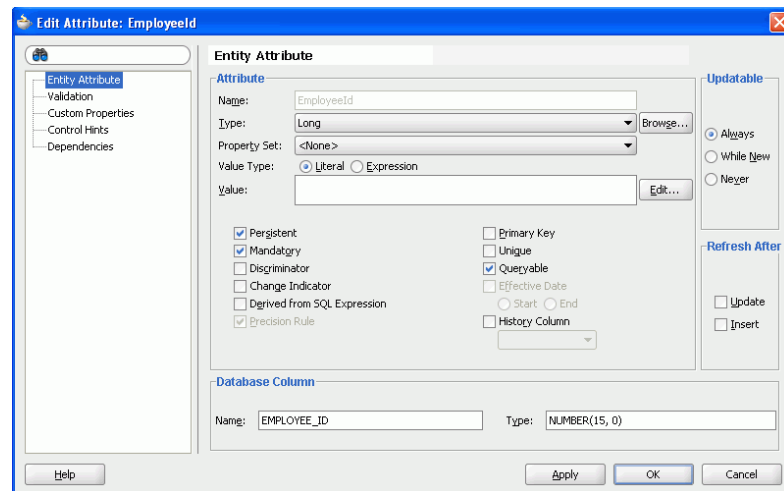 Edit Attribute: EmployeeId
Entity Attribute
Validation
Custom Properties
Control Hints
Dependencies
Entity Attribute
Attribute
Name: EmployeeId
Type: Long Browse...
Property Set: <None>
Value Type: Literal Expression
Value: Edit...
Persistent
Mandatory
Discriminator
Change Indicator
Derived from SQL Expression
Precision Rule
Primary Key
Unique
Queryable
Effective Date
Start End
History Column
Updatable
Always
While New
Never
Refresh After
Update
Insert
Database Column
Name: EMPLOYEE_ID Type: NUMBER(15, 0)
Help Apply OK Cancel